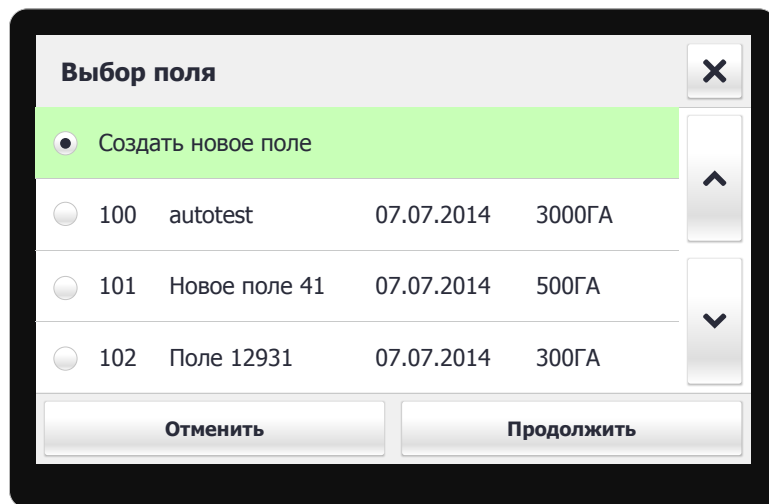 Выбор поля
Создать новое поле
100 autotest 07.07.2014 3000ГА
101 Новое поле 41 07.07.2014 500ГА
102 Поле 12931 07.07.2014 300ГА
Отменить Продолжить